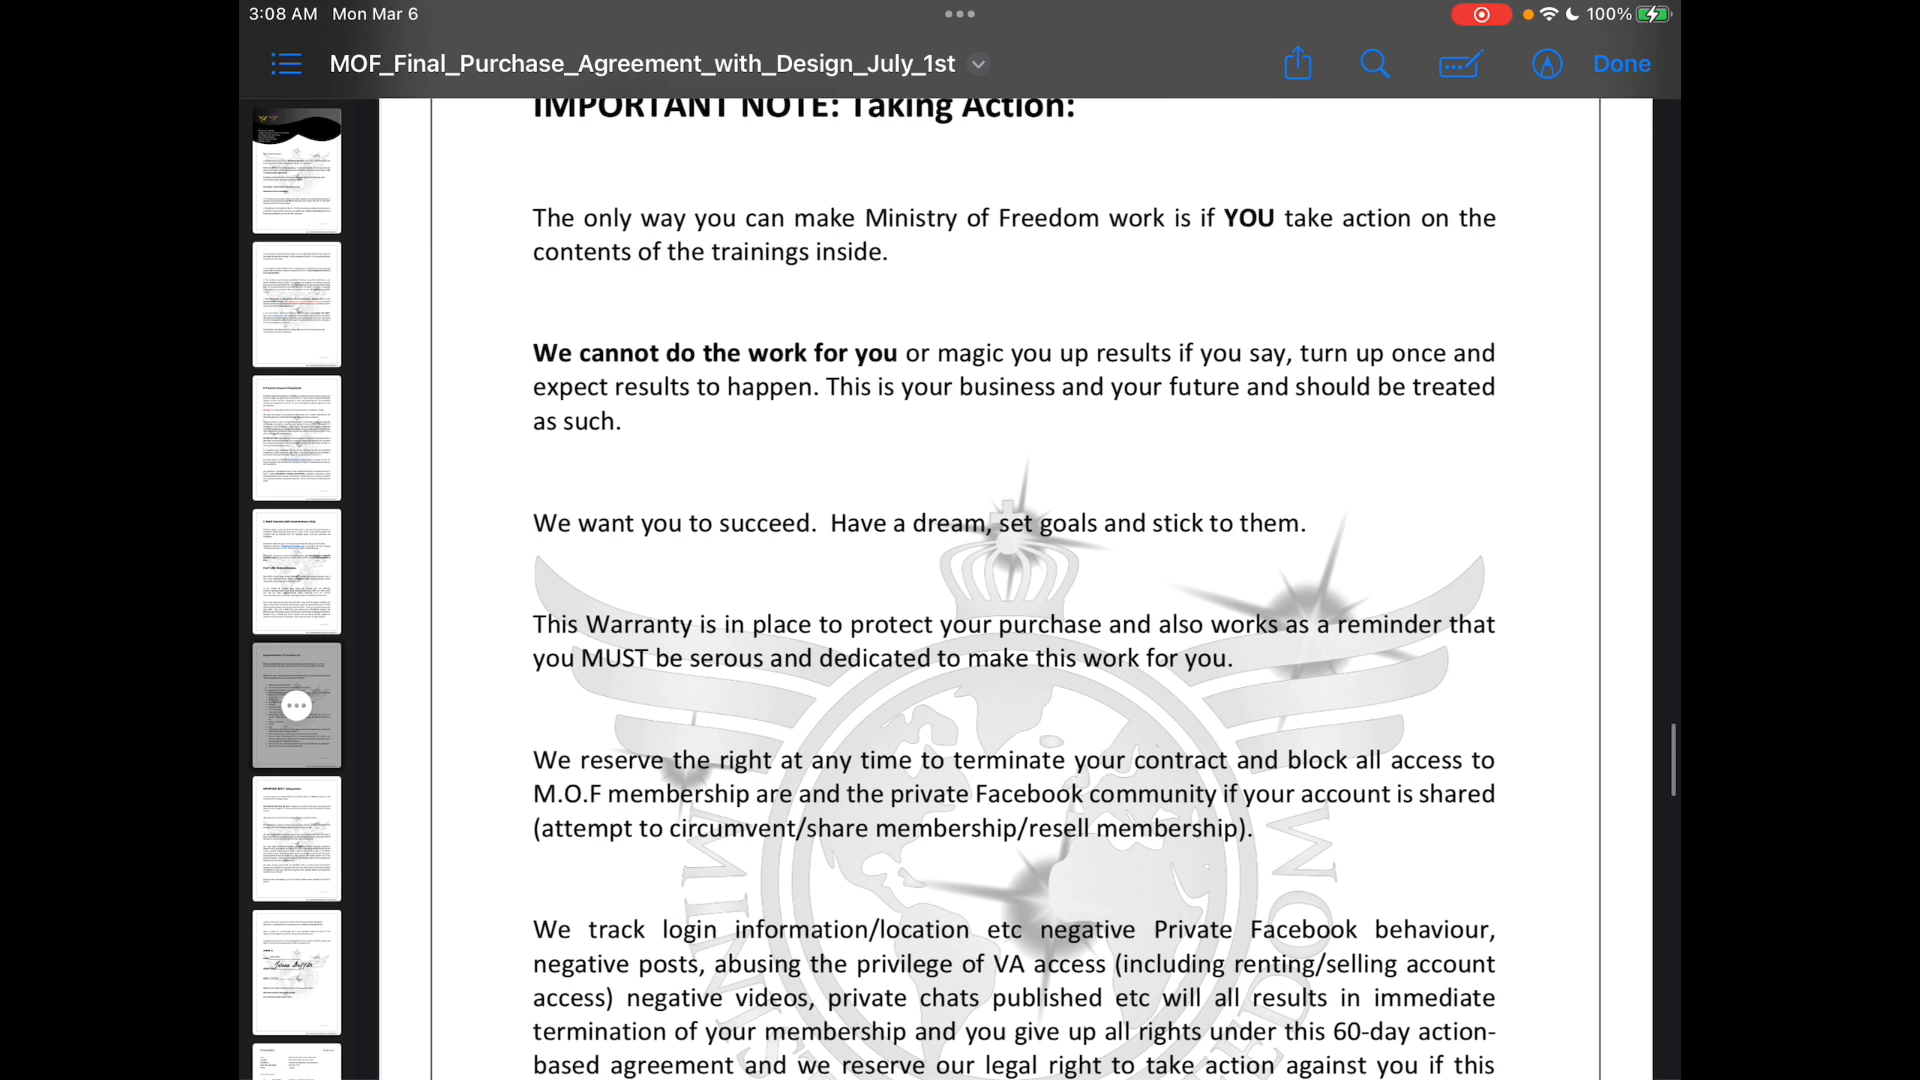 3:08 AM Mon Mar 6
100%
MOF_Final_Purchase_Agreement_with_Design_July_1st
Done
IMPORTANT NOTE: Taking Action:
The only way you can make Ministry of Freedom work is if YOU take action on the
contents of the trainings inside.
We cannot do the work for you or magic you up results if you say, turn up once and
expect results to happen. This is your business and your future and should be treated
as such.
We want you to succeed. Have a dream, set goals and stick to them.
This Warranty is in place to protect your purchase and also works as a reminder that
you MUST be serous and dedicated to make this work for you.
We reserve the right at any time to terminate your contract and block all access to
M.O.F membership are and the private Facebook community if your account is shared
(attempt to circumvent/share membership/resell membership).
We track login information/location etc negative Private Facebook behaviour,
negative posts, abusing the privilege of VA access (including renting/selling account
access) negative videos, private chats published etc will all results in immediate
termination of your membership and you give up all rights under this 60-day action-
based agreement and we reserve our legal right to take action against you if this